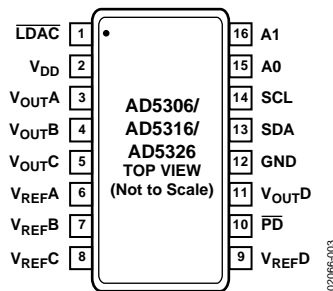 LDAC 1
VDD 2
VOUTA 3
VOUTB 4
VOUTC 5
VREFA 6
VREFB 7
VREFC 8
AD5306/
AD5316/
AD5326
TOP VIEW
(Not to Scale)
16 A1
15 A0
14 SCL
13 SDA
12 GND
11 VOUTD
10 PD
9 VREFD
02066-003